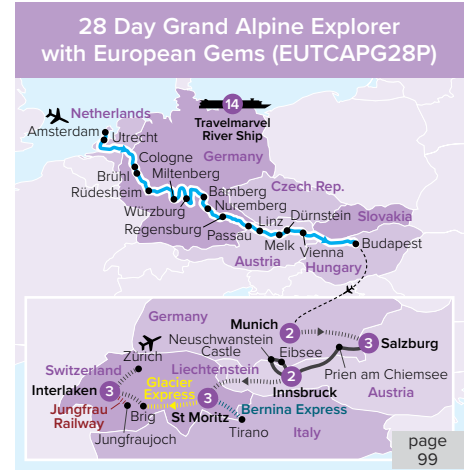 28 Day Grand Alpine Explorer
with European Gems (EUTCAPG28P)
Netherlands
14
Travelmarvel
River Ship
Amsterdam
Utrecht
Cologne
Germany
Brühl
Miltenberg
Rüdesheim
Bamberg
Czech Rep.
Würzburg
Nuremberg
Regensburg
Passau
Linz
Dürnstein
Slovakia
Melk
Vienna
Budapest
Austria
Hungary
Germany
Munich
2
Neuschwanstein
Castle
Eibsee
3
Salzburg
Zürich
Switzerland
Liechtenstein
Prien am Chiemsee
2
Innsbruck
Austria
Interlaken
3
Glacier
Express
3
Jungfrau
Railway
Brig
St Moritz
Bernina Express
Jungfraujoch
Tirano
Italy
page
99